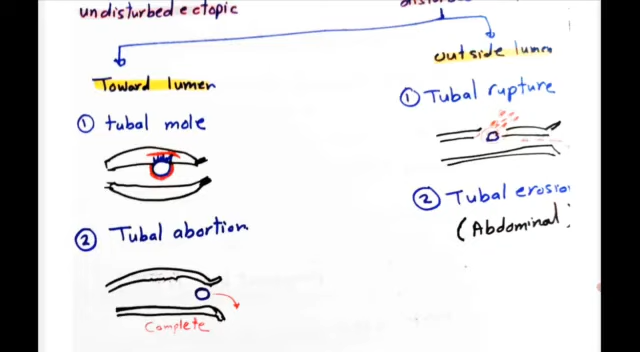 undisturbed ectopic
Toward lumen
① tubal mole
② Tubal abortion
Complete
outside lumen
① Tubal rupture
② Tubal erosion
(Abdominal